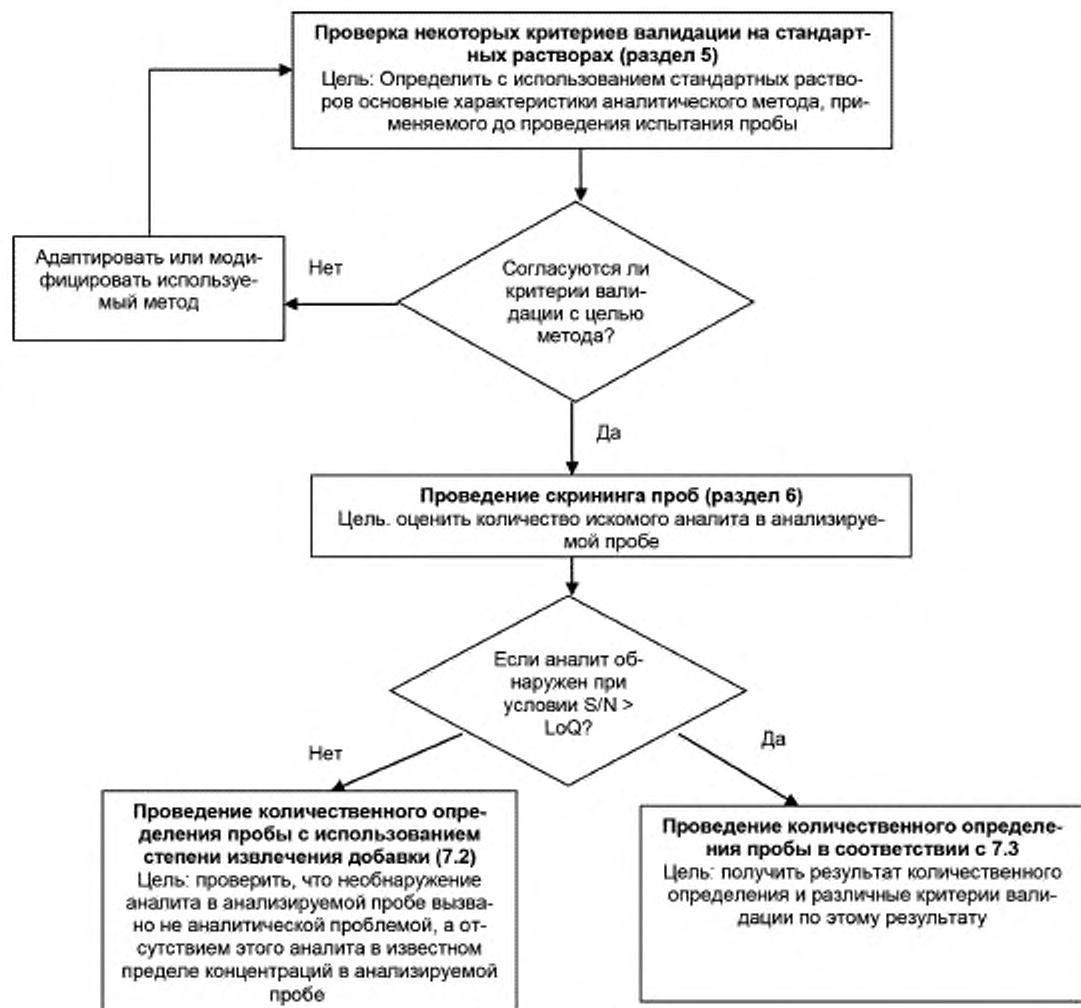 Проверка некоторых критериев валидации на стандарт-
ных растворах (раздел 5)
Цель: Определить с использованием стандартных раство-
ров основные характеристики аналитического метода, при-
меняемого до проведения испытания пробы
Адаптировать или моди-
фицировать используе-
мый метод
Нет
Согласуются ли
критерии вали-
дации с целью
метода?
Да
Проведение скрининга проб (раздел 6)
Цель. оценить количество искомого аналита в анализируе-
мой пробе
Если аналит об-
наружен при
условии S/N >
LoQ?
Нет
Да
Проведение количественного опре-
деления пробы с использованием
степени извлечения добавки (7.2)
Цель: проверить, что необнаружение
аналита в анализируемой пробе вызва-
но не аналитической проблемой, а от-
сутствием этого аналита в известном
пределе концентраций в анализируемой
пробе
Проведение количественного определе-
ния пробы в соответствии с 7.3
Цель: получить результат количественного
определения и различные критерии вали-
дации по этому результату